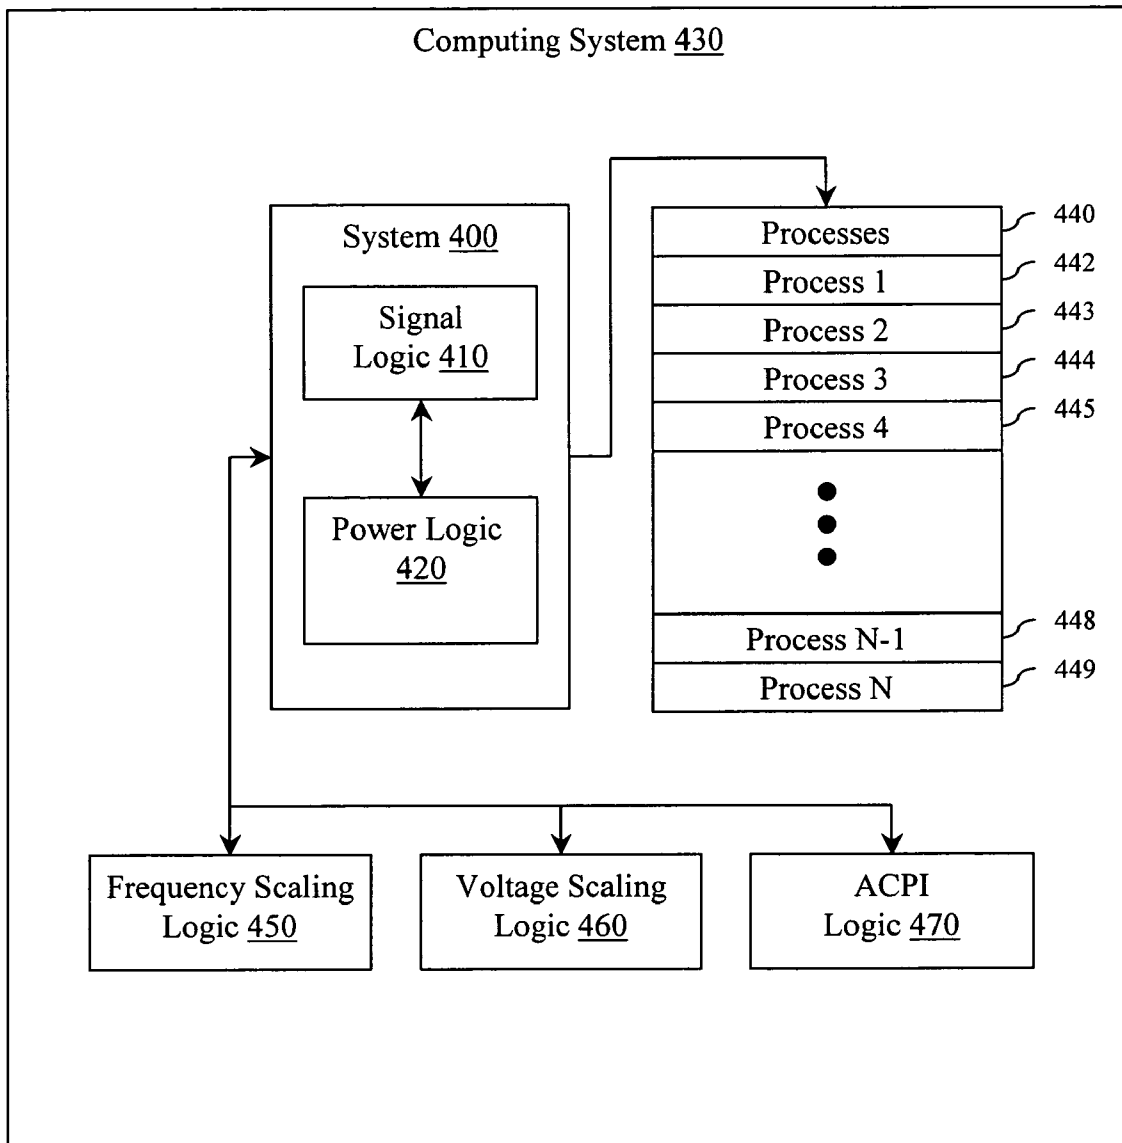 Computing System 430
System 400
Signal
Logic 410
Power Logic
420
Processes
440
Process 1
442
Process 2
443
Process 3
444
Process 4
445
Process N-1
448
Process N
449
Frequency Scaling
Logic 450
Voltage Scaling
Logic 460
ACPI
Logic 470